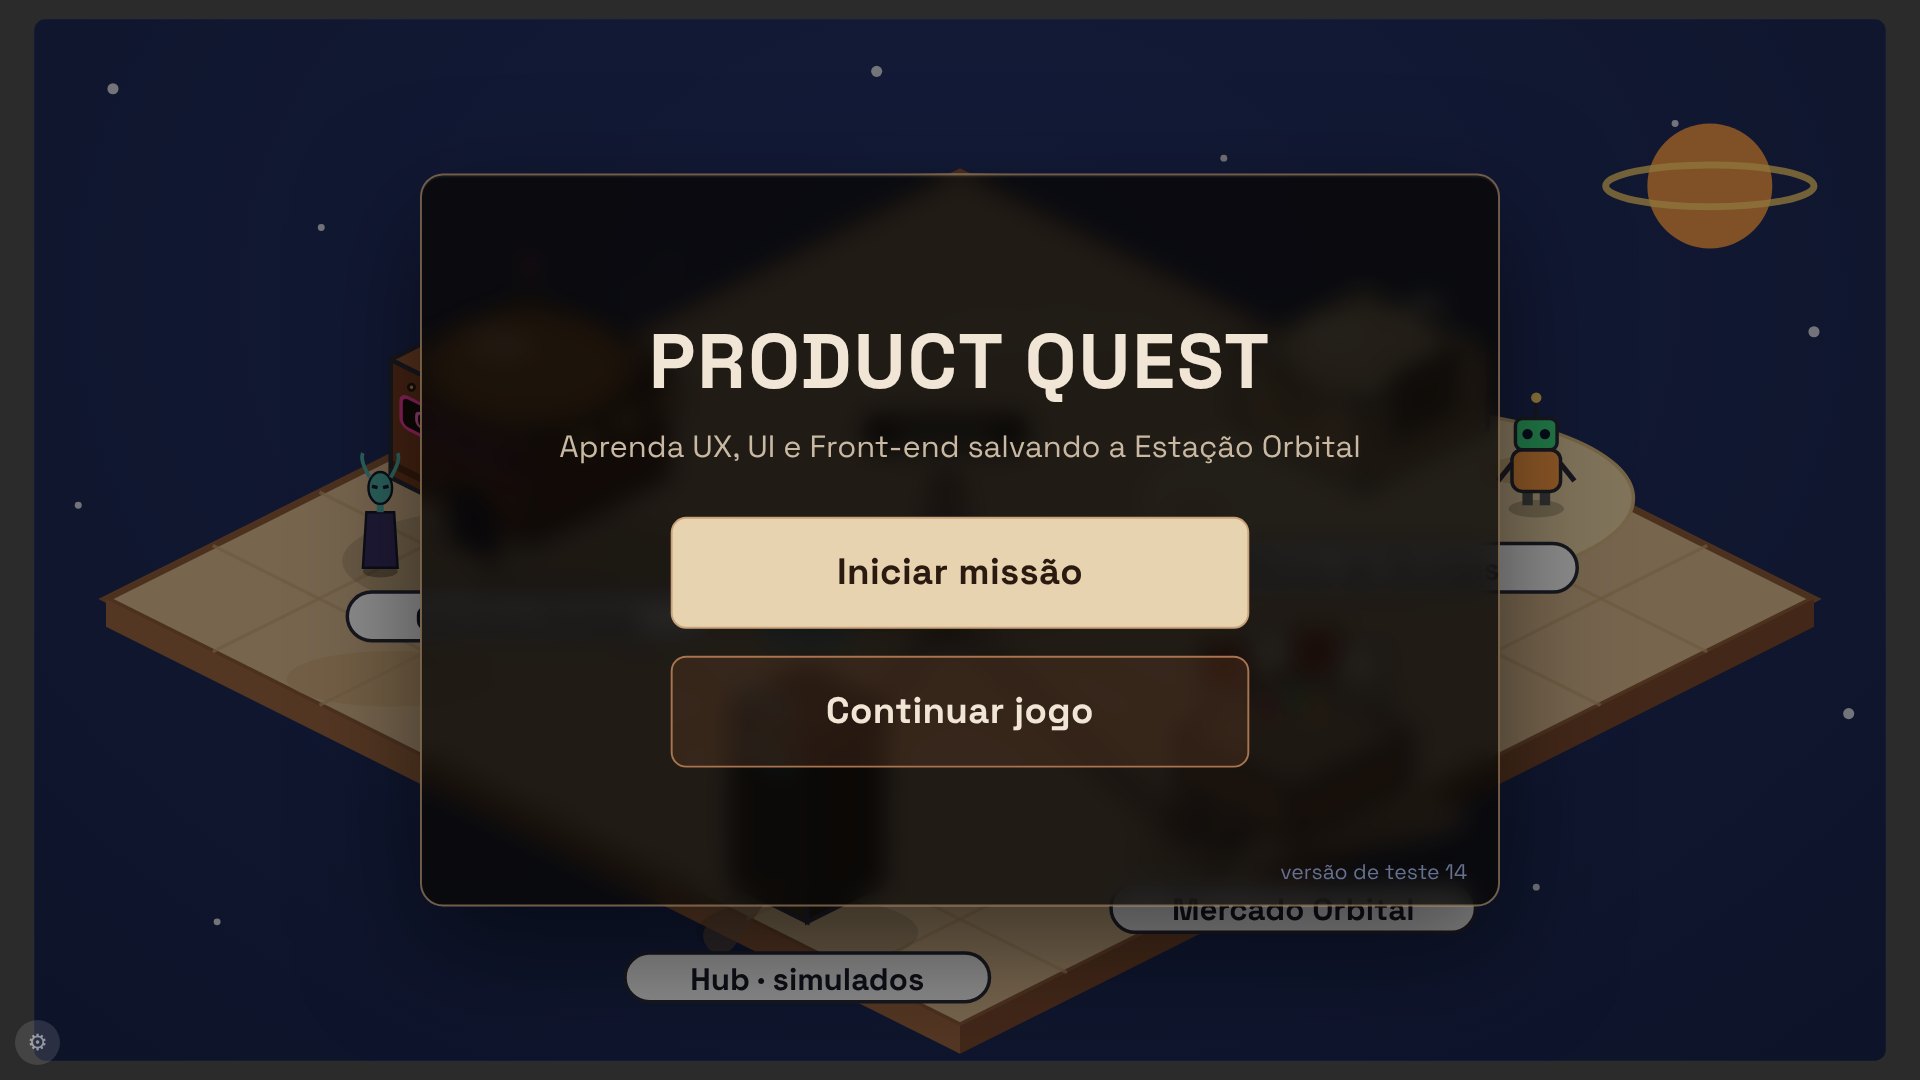 PRODUCT QUEST
Aprenda UX, UI e Front-end salvando a Estação Orbital
Iniciar missão
Continuar jogo
versão de teste 14
Mercado Orbital
Hub · simulados